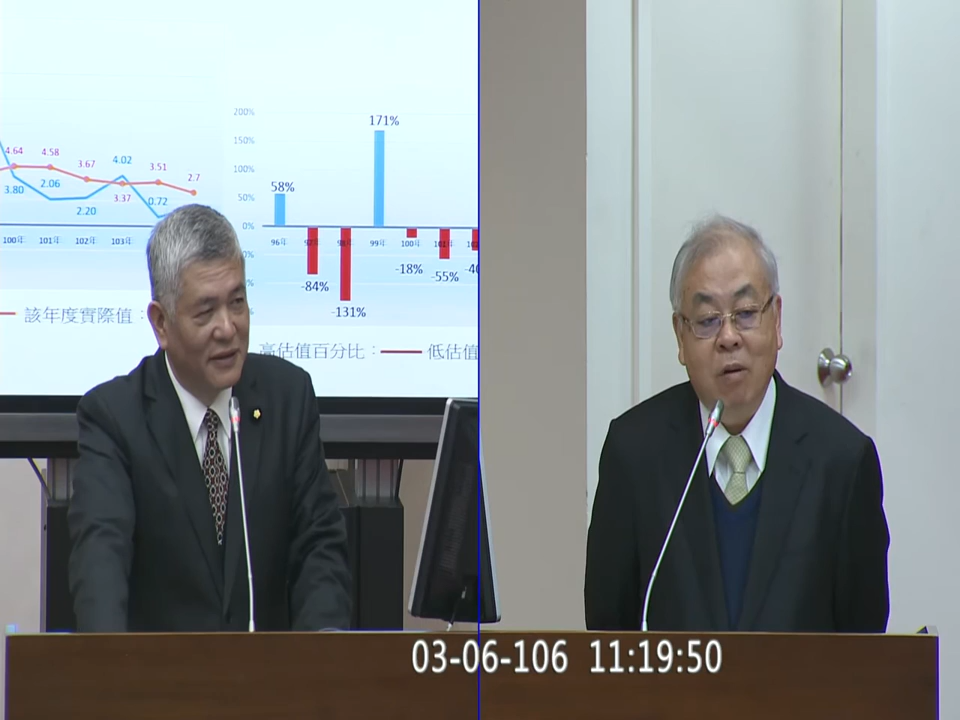 4.64 4.58 3.67 4.02 3.51 2.7
3.80 2.06 2.20 3.37 0.72
100年 101年 102年 103年
該年度實際值：
200%
150%
100%
50%
0%
171%
58%
96年 99年 100年
-84%
-131%
-18%
-55%
高估值百分比： 低估值
03-06-106 11:19:50